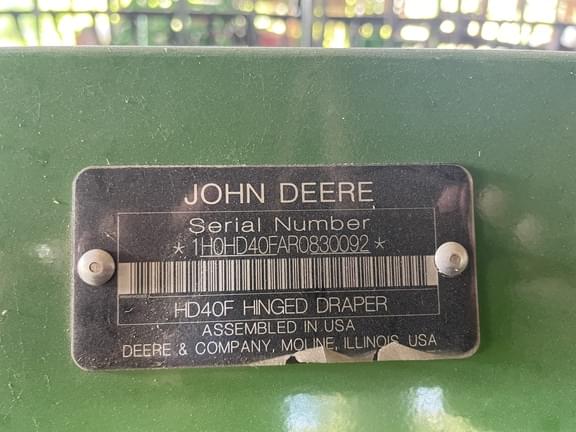 JOHN DEERE
Serial Number
*1H0HD40FAR0830092*
HD40F HINGED DRAPER
ASSEMBLED IN USA
DEERE & COMPANY, MOLINE, ILLINOIS, USA